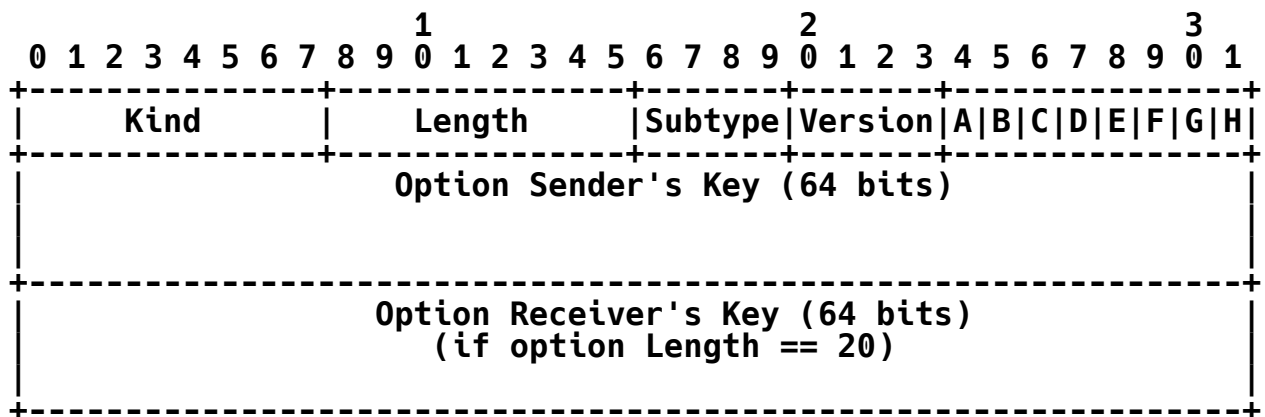 1                   2                   3
 0 1 2 3 4 5 6 7 8 9 0 1 2 3 4 5 6 7 8 9 0 1 2 3 4 5 6 7 8 9 0 1
+---------------+---------------+-------+-------+---------------+
|     Kind      |    Length     |Subtype|Version|A|B|C|D|E|F|G|H|
+---------------+---------------+-------+-------+---------------+
|                   Option Sender's Key (64 bits)               |
|                                                               |
|                                                               |
+---------------------------------------------------------------+
|                  Option Receiver's Key (64 bits)              |
|                     (if option Length == 20)                  |
|                                                               |
+---------------------------------------------------------------+